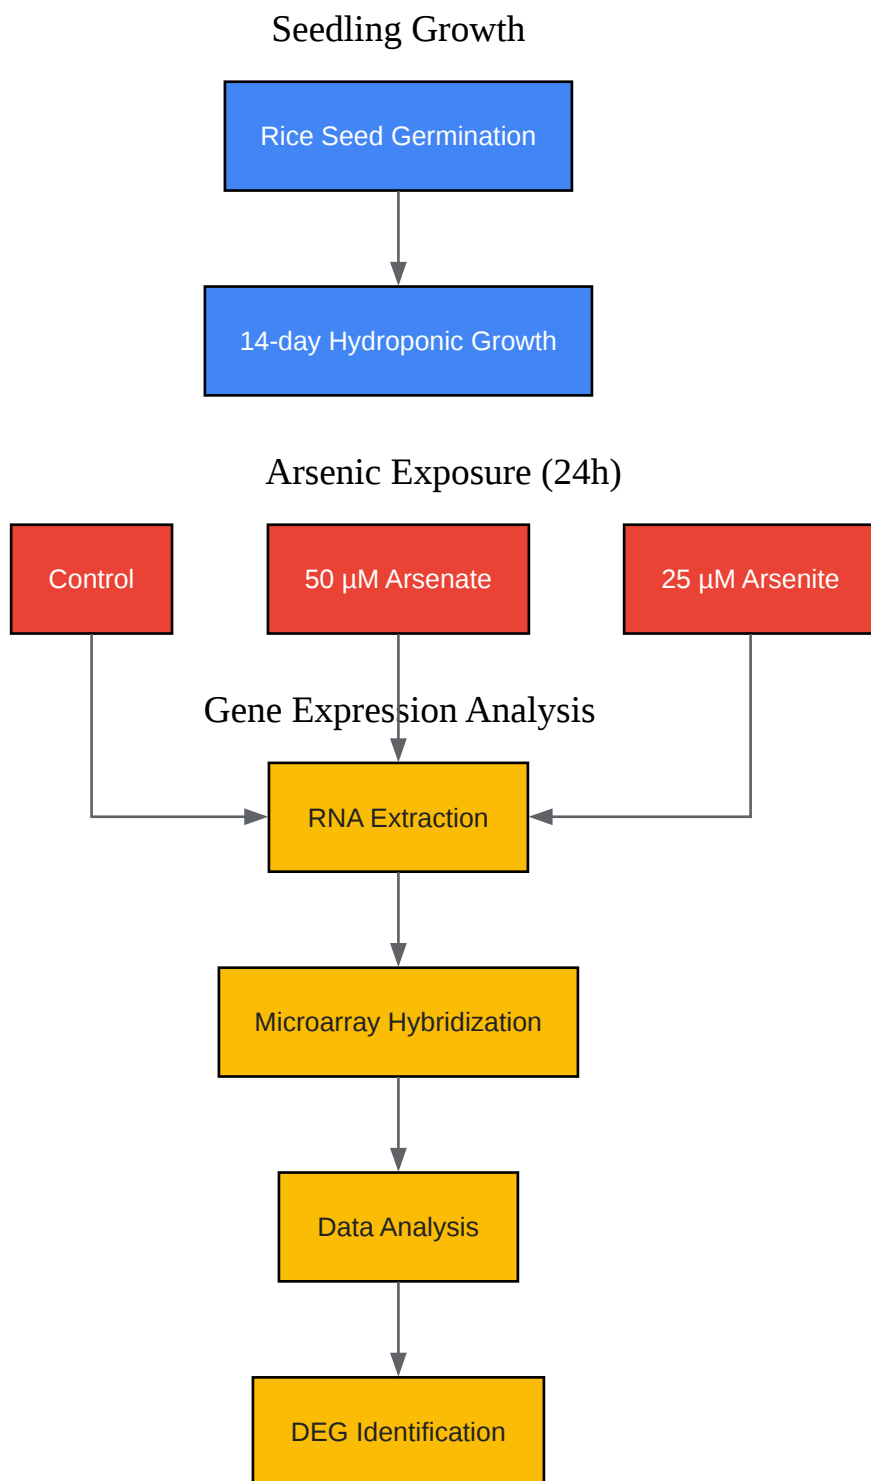 Seedling Growth
Rice Seed Germination
14-day Hydroponic Growth
Arsenic Exposure (24h)
Control
50 µM Arsenate
25 µM Arsenite
Gene Expression Analysis
RNA Extraction
Microarray Hybridization
Data Analysis
DEG Identification